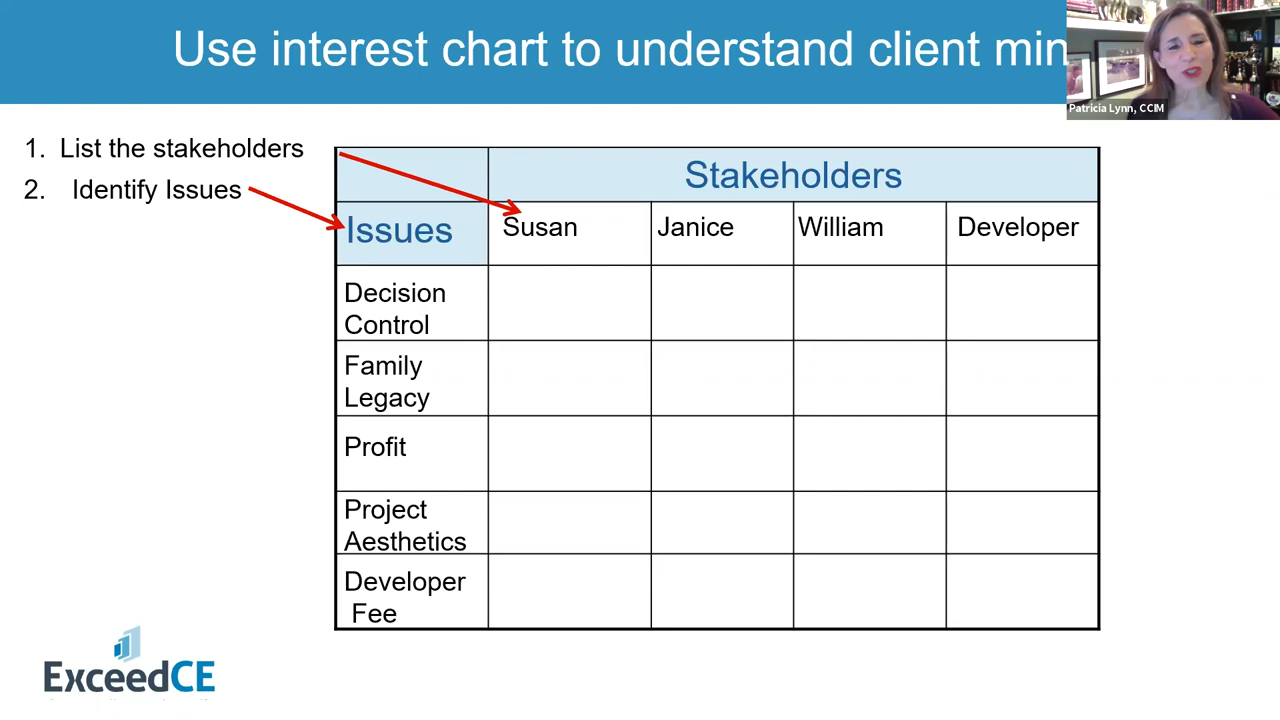 Use interest chart to understand client min
Patricia Lynn, CCIM
1. List the stakeholders
2. Identify Issues
Stakeholders
Issues Susan Janice William Developer
Decision
Control
Family
Legacy
Profit
Project
Aesthetics
Developer
Fee
ExceedCE